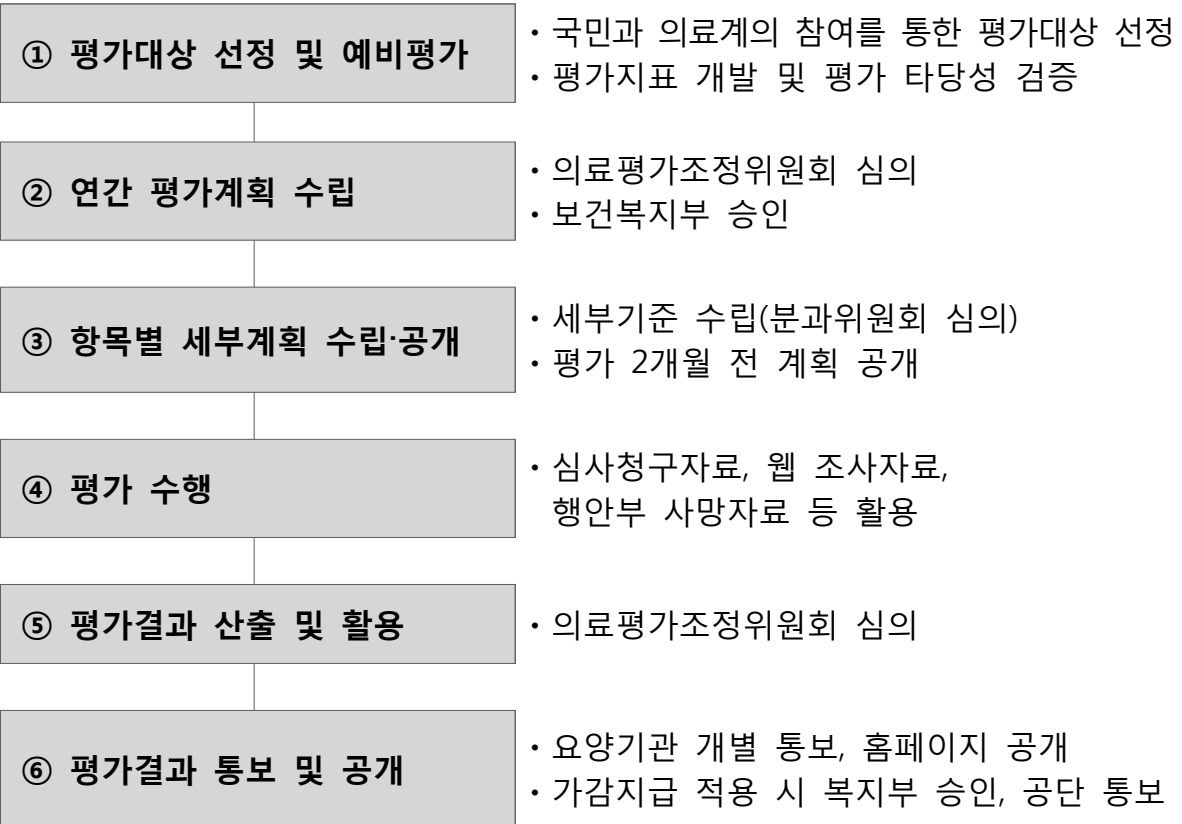 ① 평가대상 선정 및 예비평가
・국민과 의료계의 참여를 통한 평가대상 선정
・평가지표 개발 및 평가 타당성 검증
② 연간 평가계획 수립
・의료평가조정위원회 심의
・보건복지부 승인
③ 항목별 세부계획 수립·공개
・세부기준 수립(분과위원회 심의)
・평가 2개월 전 계획 공개
④ 평가 수행
・심사청구자료, 웹 조사자료,
행안부 사망자료 등 활용
⑤ 평가결과 산출 및 활용
・의료평가조정위원회 심의
⑥ 평가결과 통보 및 공개
・요양기관 개별 통보, 홈페이지 공개
・가감지급 적용 시 복지부 승인, 공단 통보